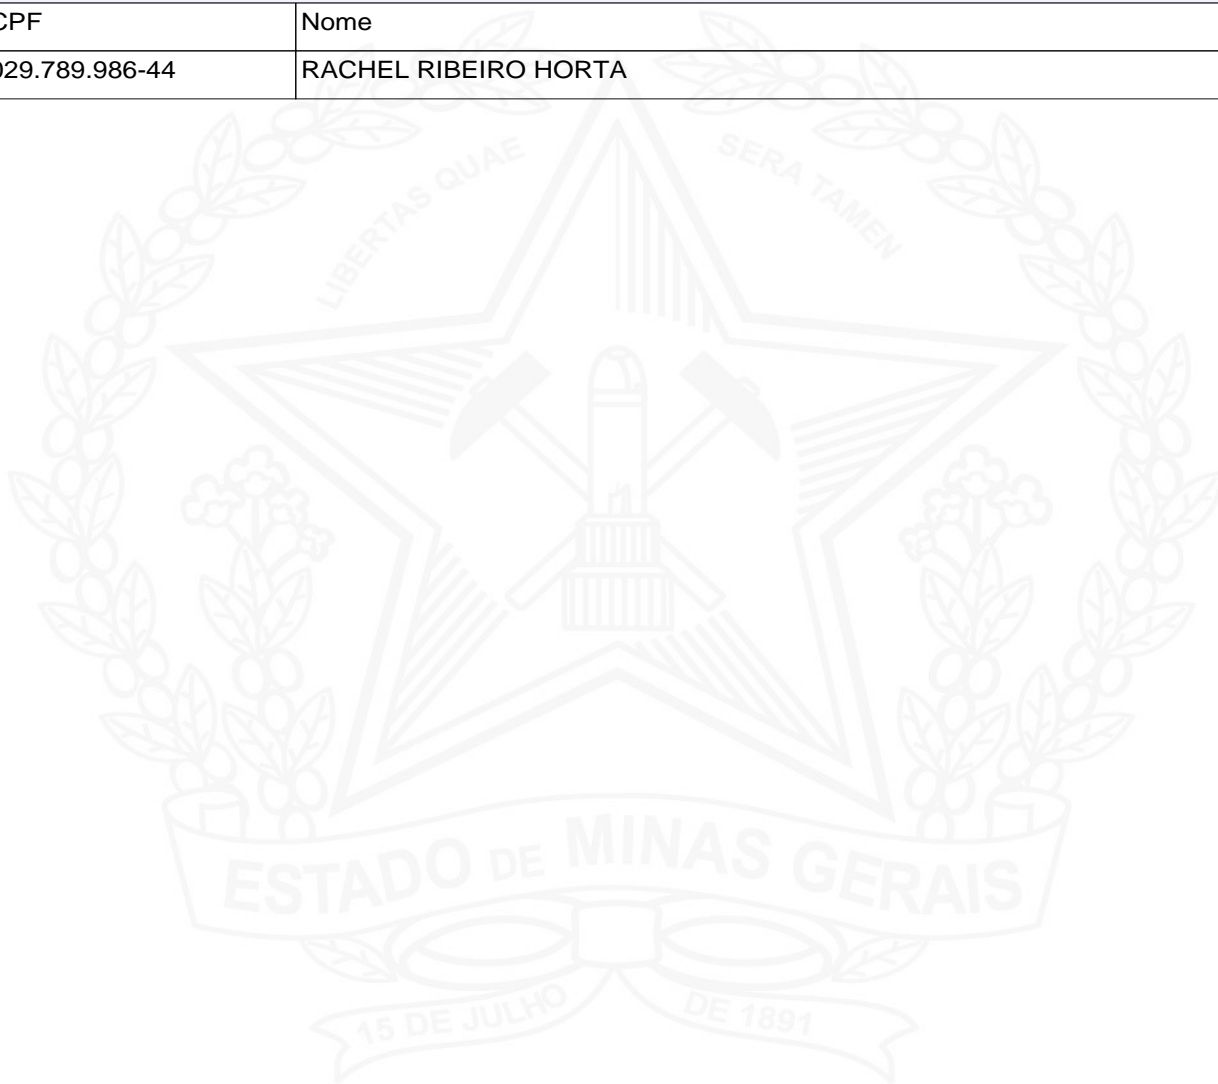 CPF Nome
029.789.986-44 RACHEL RIBEIRO HORTA
LIBERTAS QUAE SERA TAMEN
ESTADO DE MINAS GERAIS
15 DE JULHO DE 1891